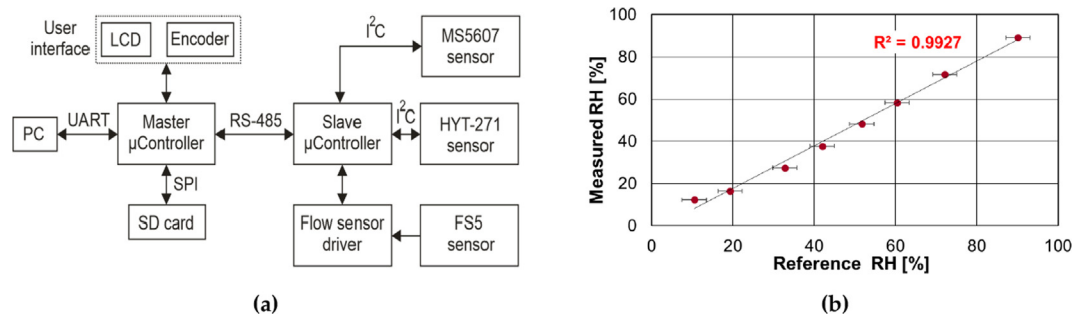 User
interface
LCD
Encoder
PC
UART
Master
µController
RS-485
Slave
µController
SPI
SD card
I²C
MS5607
sensor
I²C
HYT-271
sensor
Flow sensor
driver
FS5
sensor
(a)
Measured RH [%]
100
80
60
40
20
0
R² = 0.9927
0 20 40 60 80 100
Reference RH [%]
(b)